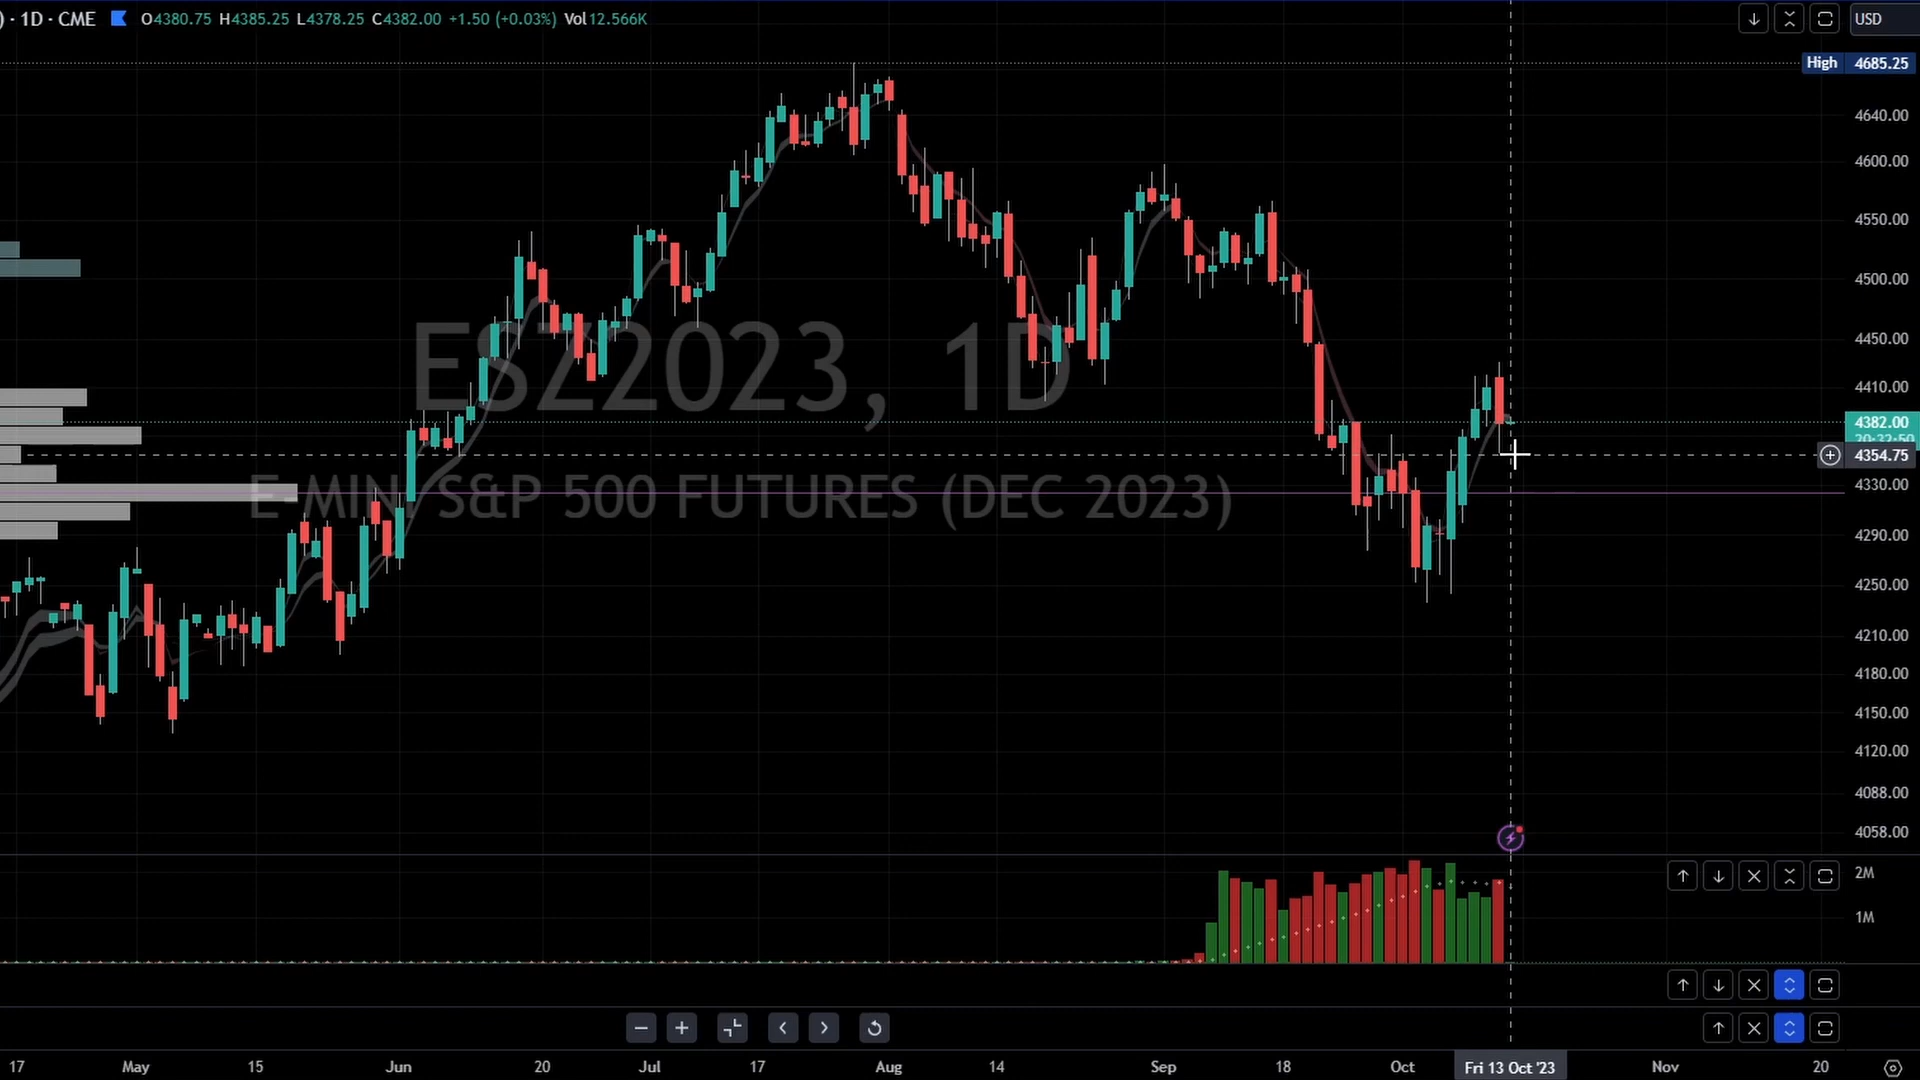 ) · 1D · CME O4380.75 H4385.25 L4378.25 C4382.00 +1.50 (+0.03%) Vol12.566K
USD
High 4685.25
4640.00
4600.00
4550.00
4500.00
4450.00
4410.00
4382.00
20:32:50
4354.75
4330.00
4290.00
4250.00
4210.00
4180.00
4150.00
4120.00
4088.00
4058.00
ESZ2023, 1D
E-MINI S&P 500 FUTURES (DEC 2023)
2M
1M
17 May 15 Jun 20 Jul 17 Aug 14 Sep 18 Oct Fri 13 Oct '23 Nov 20